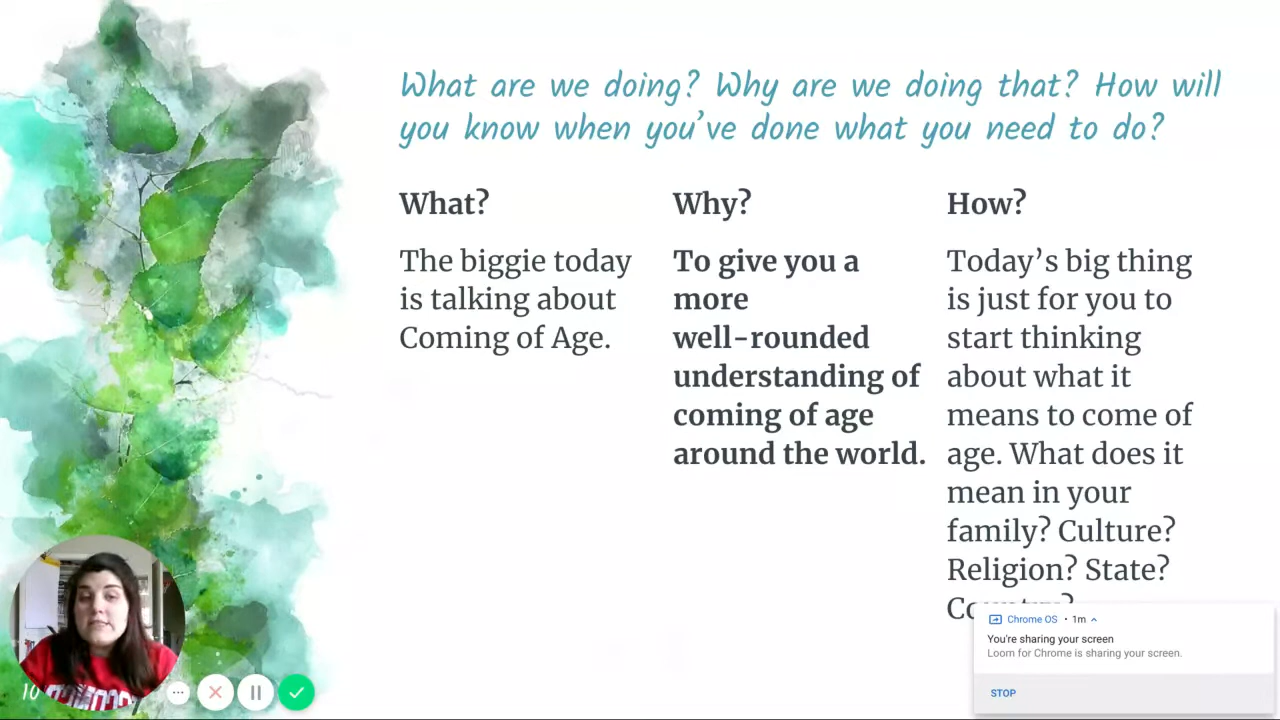 What are we doing? Why are we doing that? How will
you know when you've done what you need to do?
What?
The biggie today
is talking about
Coming of Age.
Why?
To give you a
more
well-rounded
understanding of
coming of age
around the world.
How?
Today's big thing
is just for you to
start thinking
about what it
means to come of
age. What does it
mean in your
family? Culture?
Religion? State?
10
Chrome OS • 1m
You're sharing your screen
Loom for Chrome is sharing your screen.
STOP